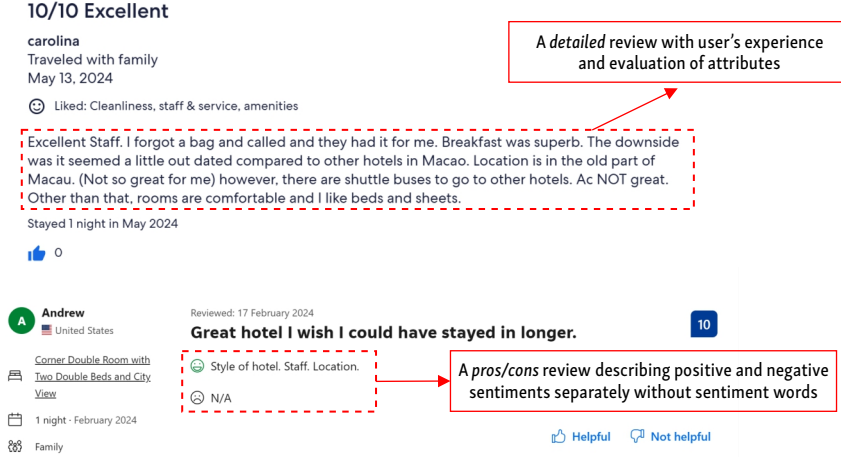 10/10 Excellent
carolina
Traveled with family
May 13, 2024
Liked: Cleanliness, staff & service, amenities
A detailed review with user's experience
and evaluation of attributes
Excellent Staff. I forgot a bag and called and they had it for me. Breakfast was superb. The downside
was it seemed a little out dated compared to other hotels in Macao. Location is in the old part of
Macau. (Not so great for me) however, there are shuttle buses to go to other hotels. Ac NOT great.
Other than that, rooms are comfortable and I like beds and sheets.
Stayed 1 night in May 2024
0
A
Andrew
United States
Corner Double Room with
Two Double Beds and City
View
1 night · February 2024
Family
Reviewed: 17 February 2024
Great hotel I wish I could have stayed in longer.
10
Style of hotel. Staff. Location.
N/A
A pros/cons review describing positive and negative
sentiments separately without sentiment words
Helpful
Not helpful